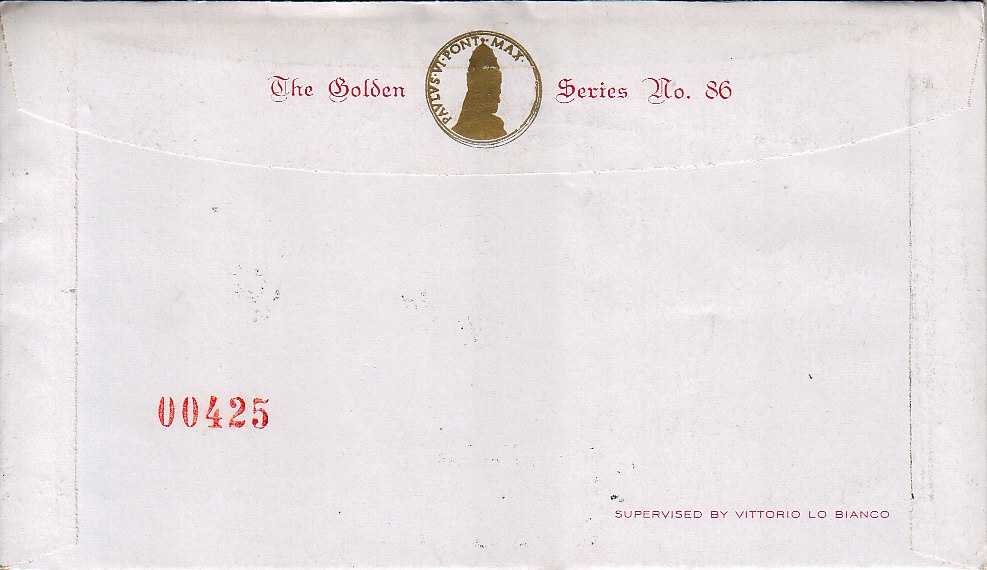 The Golden
PAVLVS·VI·PONT·MAX·
Series No. 86
00425
SUPERVISED BY VITTORIO LO BIANCO